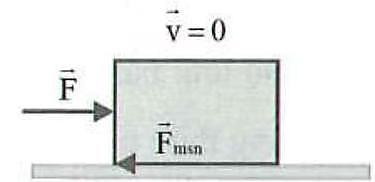 v⃗ = 0
F⃗
F⃗msn